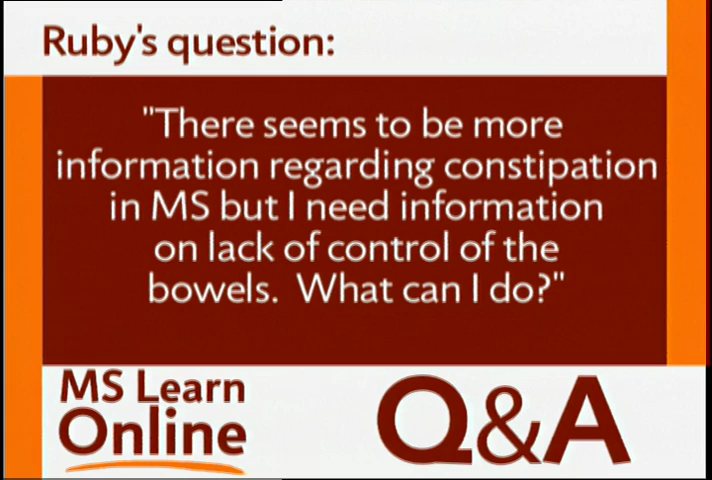 Ruby's question:
"There seems to be more
information regarding constipation
in MS but I need information
on lack of control of the
bowels.  What can I do?"
MS Learn
Online
Q&A